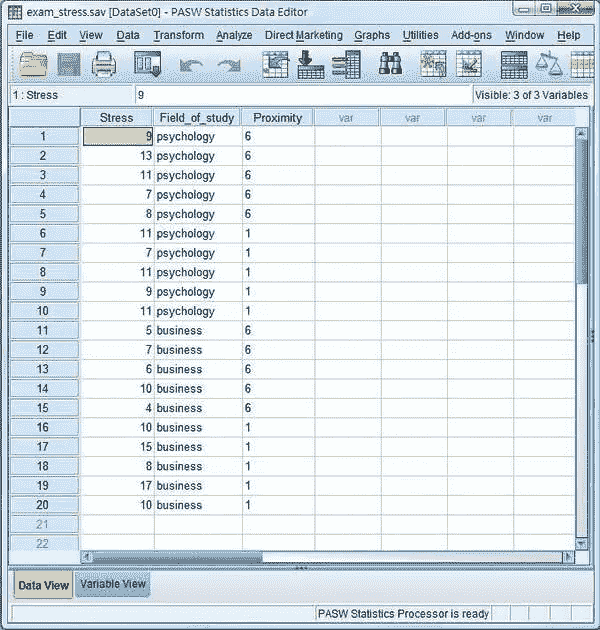 exam_stress.sav [DataSet0] - PASW Statistics Data Editor
File Edit View Data Transform Analyze Direct Marketing Graphs Utilities Add-ons Window Help
1 : Stress 9 Visible: 3 of 3 Variables
Stress Field_of_study Proximity var var var var
1 9 psychology 6
2 13 psychology 6
3 11 psychology 6
4 7 psychology 6
5 8 psychology 6
6 11 psychology 1
7 7 psychology 1
8 11 psychology 1
9 9 psychology 1
10 11 psychology 1
11 5 business 6
12 7 business 6
13 6 business 6
14 10 business 6
15 4 business 6
16 10 business 1
17 15 business 1
18 8 business 1
19 17 business 1
20 10 business 1
21
22
Data View Variable View
PASW Statistics Processor is ready